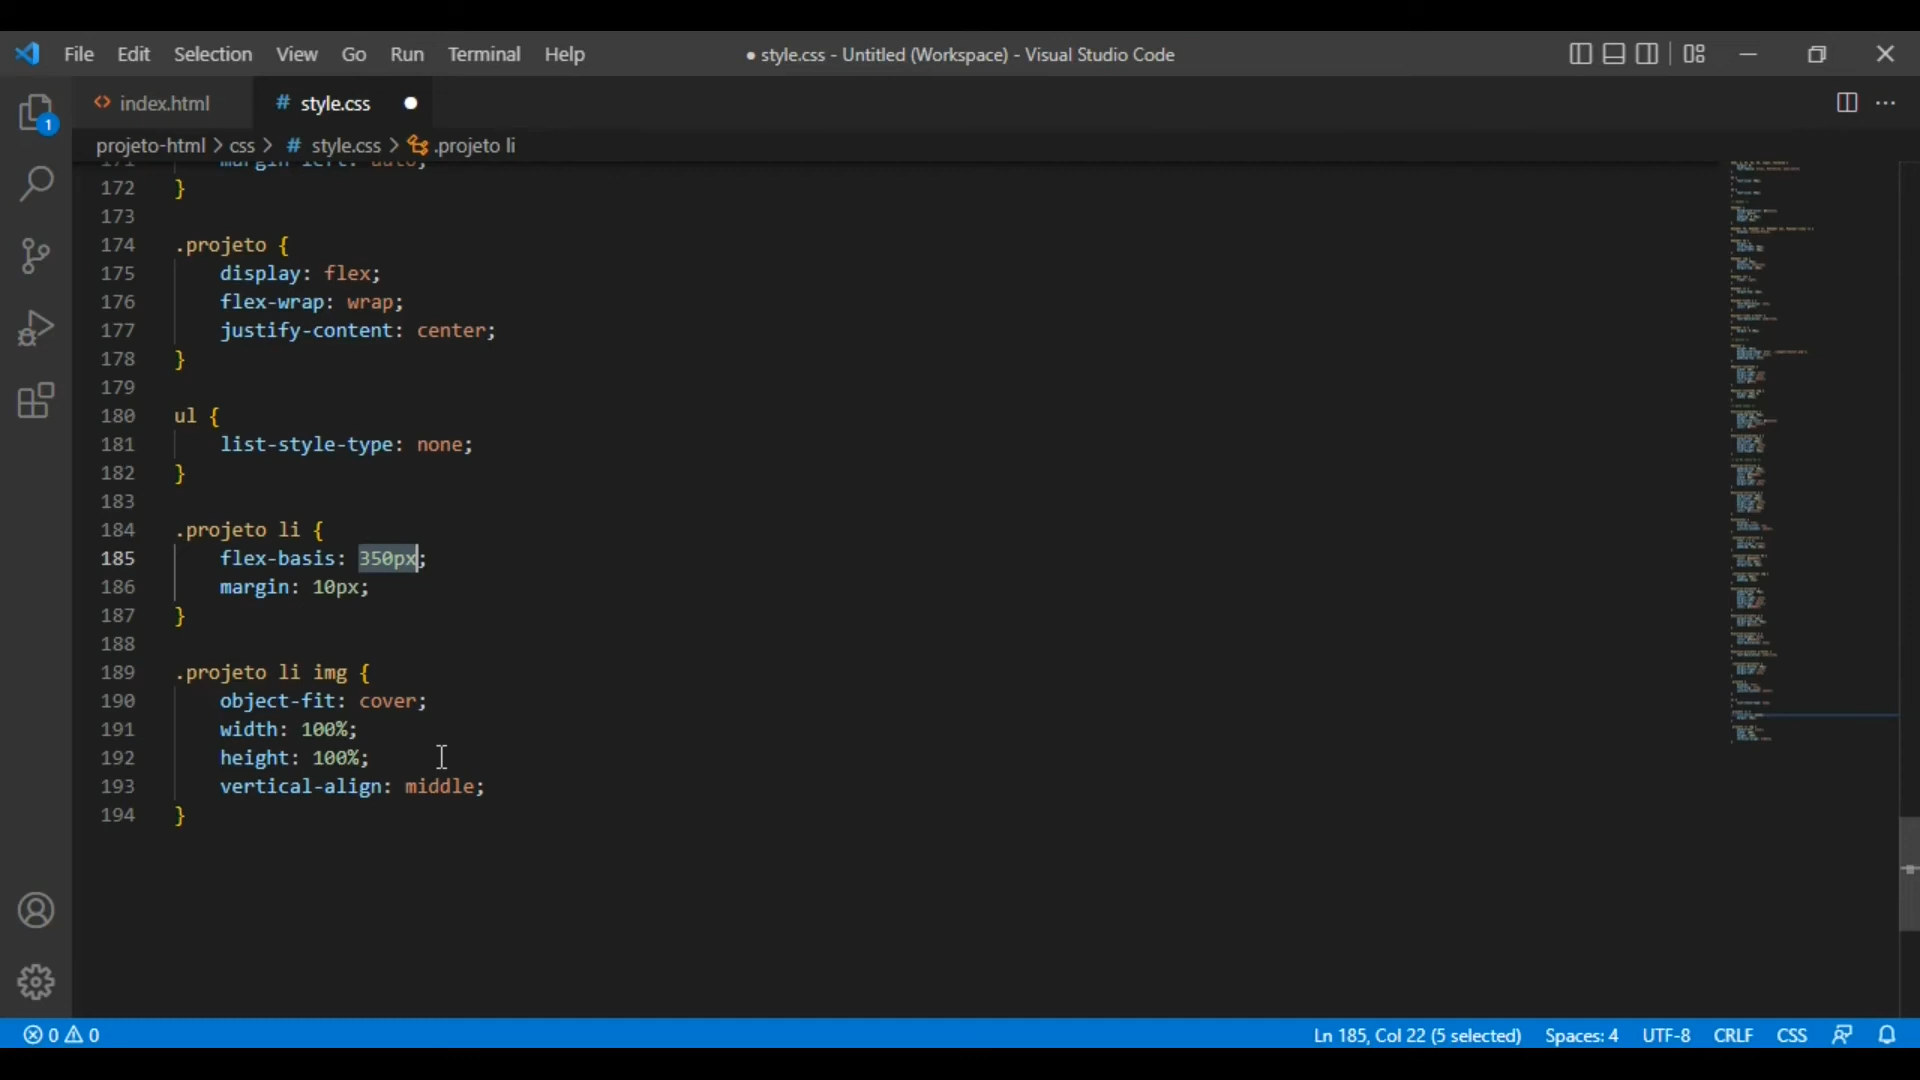 File Edit Selection View Go Run Terminal Help
● style.css - Untitled (Workspace) - Visual Studio Code
1
<> index.html
# style.css
projeto-html > css > # style.css > .projeto li
171 margin-left: auto;
172 }
173
174 .projeto {
175 display: flex;
176 flex-wrap: wrap;
177 justify-content: center;
178 }
179
180 ul {
181 list-style-type: none;
182 }
183
184 .projeto li {
185 flex-basis: 350px;
186 margin: 10px;
187 }
188
189 .projeto li img {
190 object-fit: cover;
191 width: 100%;
192 height: 100%;
193 vertical-align: middle;
194 }
0 0
Ln 185, Col 22 (5 selected) Spaces: 4 UTF-8 CRLF CSS